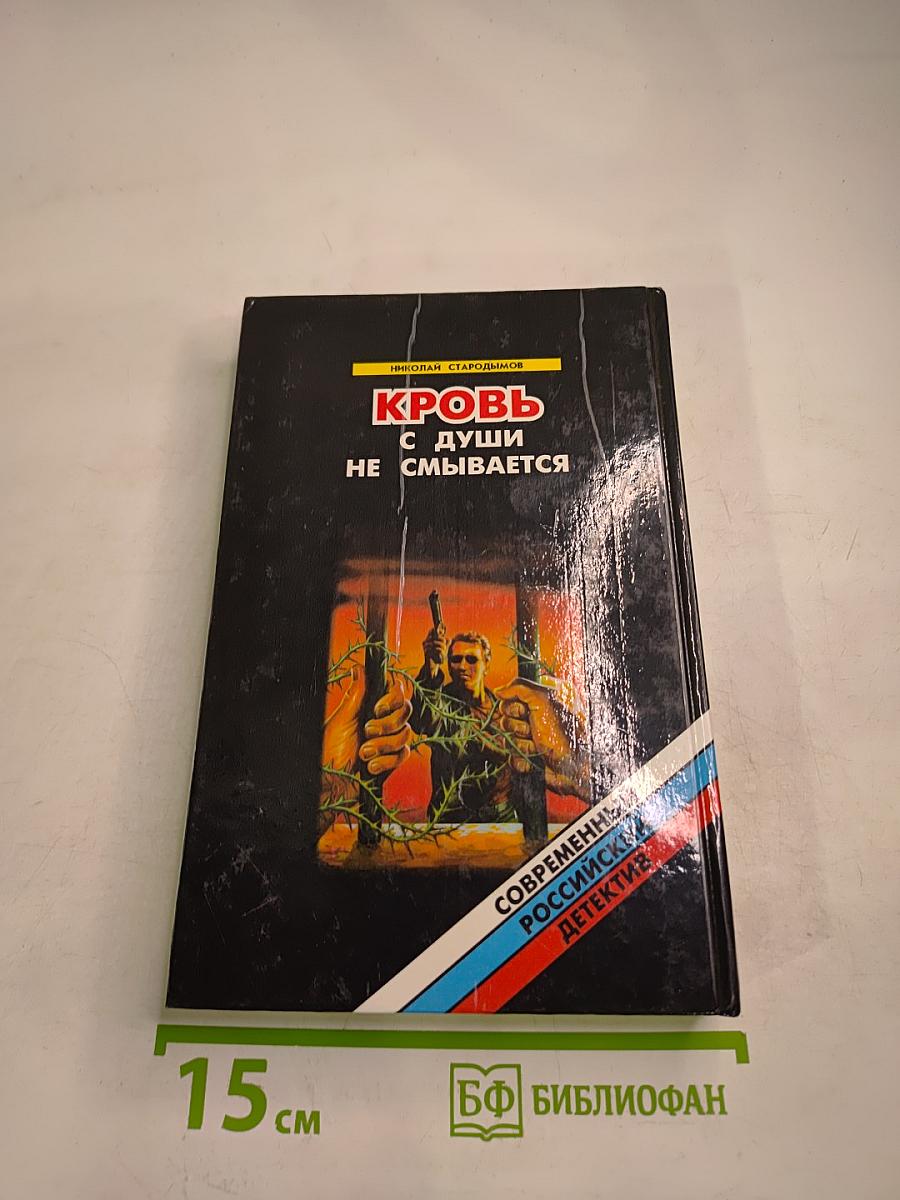 НИКОЛАЙ СТАРОДЫМОВ
КРОВЬ
С ДУШИ
НЕ СМЫВАЕТСЯ
СОВРЕМЕННЫЙ
РОССИЙСКИЙ
ДЕТЕКТИВ
15 см
БФ БИБЛИОФАН